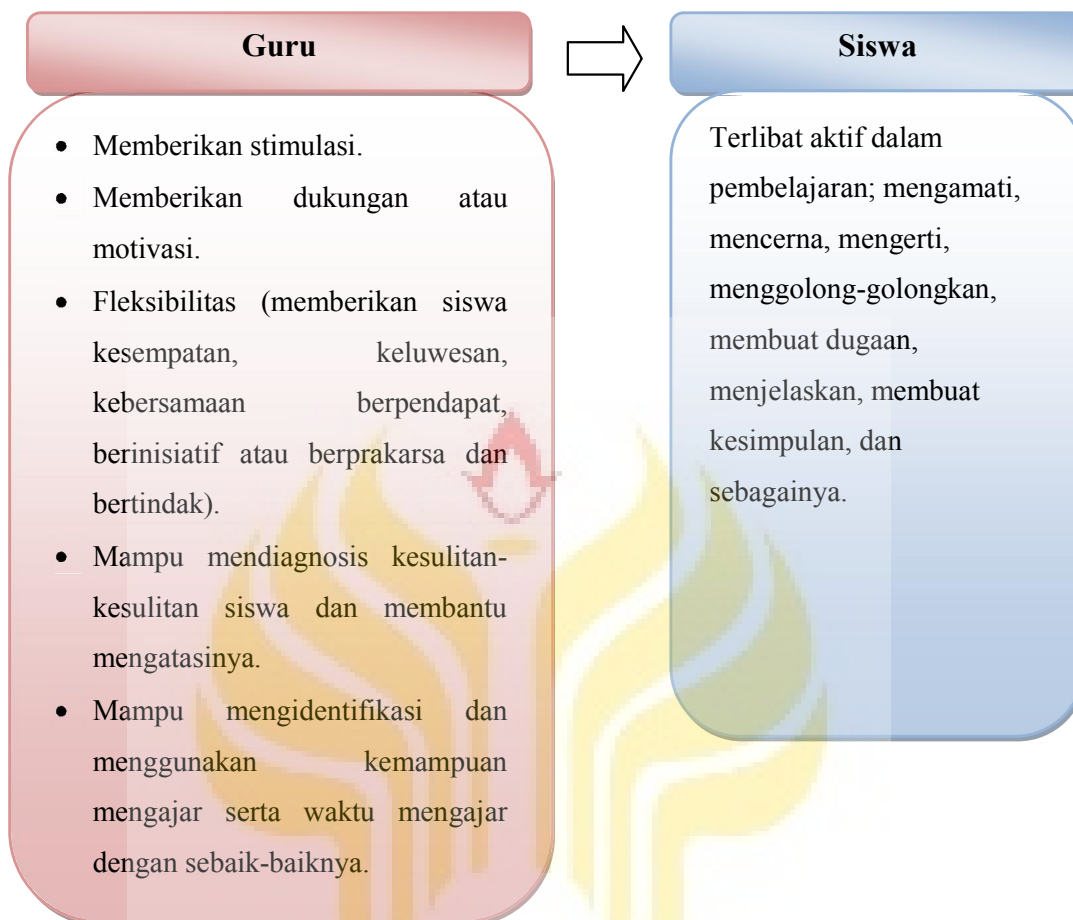 Guru
• Memberikan stimulasi.
• Memberikan dukungan atau
motivasi.
• Fleksibilitas (memberikan siswa
kesempatan, keluwesan,
kebersamaan berpendapat,
berinisiatif atau berprakarsa dan
bertindak).
• Mampu mendiagnosis kesulitan-
kesulitan siswa dan membantu
mengatasinya.
• Mampu mengidentifikasi dan
menggunakan kemampuan
mengajar serta waktu mengajar
dengan sebaik-baiknya.
Siswa
Terlibat aktif dalam
pembelajaran; mengamati,
mencerna, mengerti,
menggolong-golongkan,
membuat dugaan,
menjelaskan, membuat
kesimpulan, dan
sebagainya.